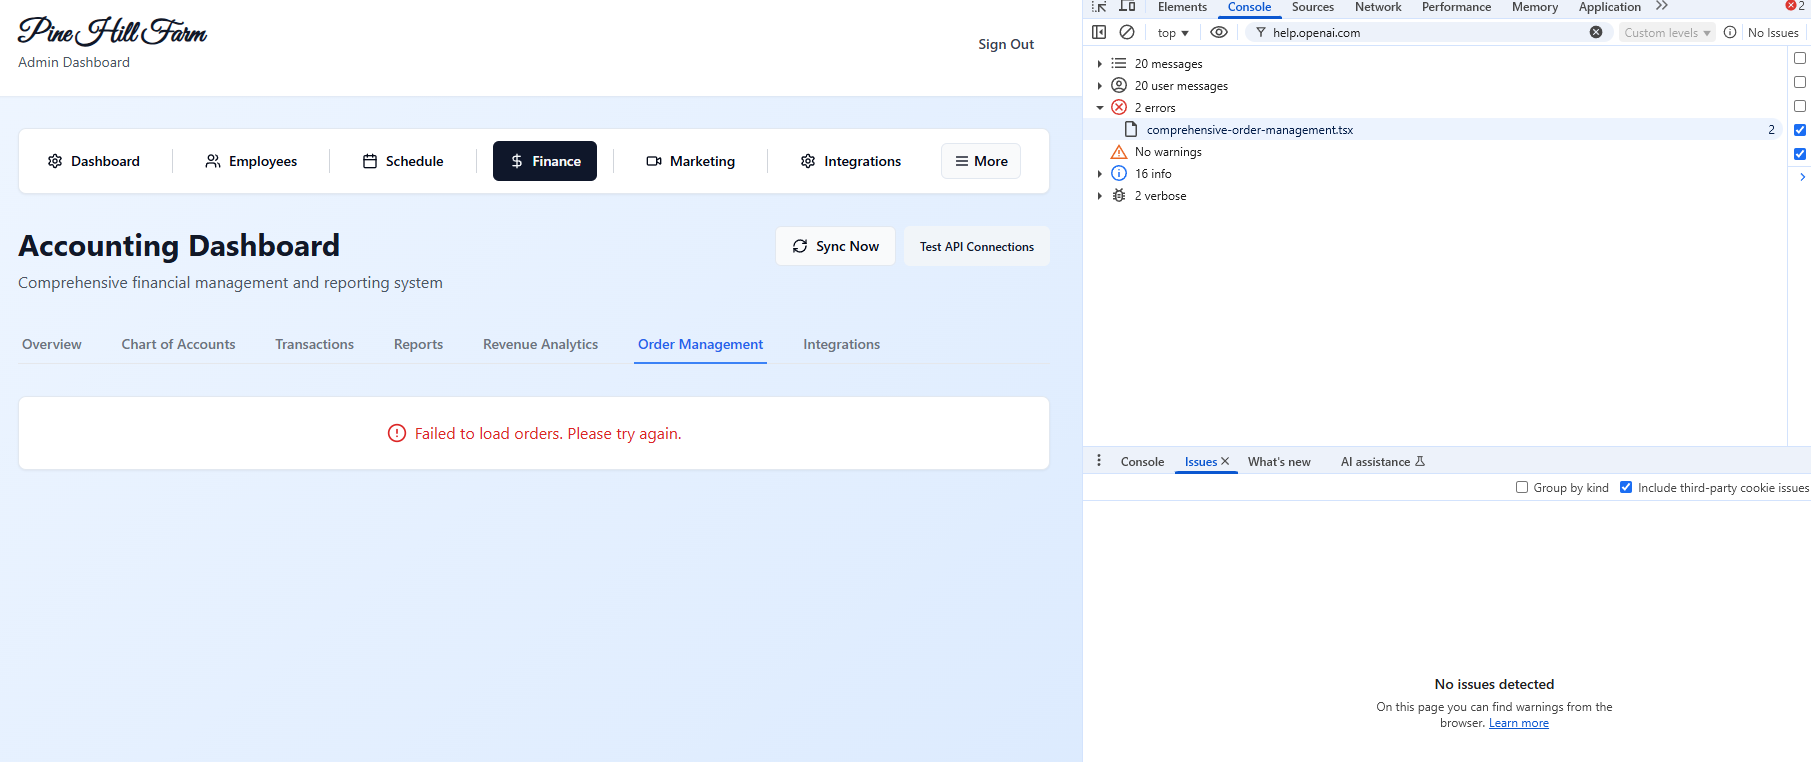 Pine Hill Farm
Admin Dashboard
Sign Out
Dashboard
Employees
Schedule
Finance
Marketing
Integrations
More
Accounting Dashboard
Comprehensive financial management and reporting system
Sync Now
Test API Connections
Overview
Chart of Accounts
Transactions
Reports
Revenue Analytics
Order Management
Integrations
Failed to load orders. Please try again.
Elements
Console
Sources
Network
Performance
Memory
Application
2
top
help.openai.com
Custom levels
No Issues
20 messages
20 user messages
2 errors
comprehensive-order-management.tsx
2
No warnings
16 info
2 verbose
Console
Issues
What's new
AI assistance
Group by kind
Include third-party cookie issues
No issues detected
On this page you can find warnings from the
browser. Learn more